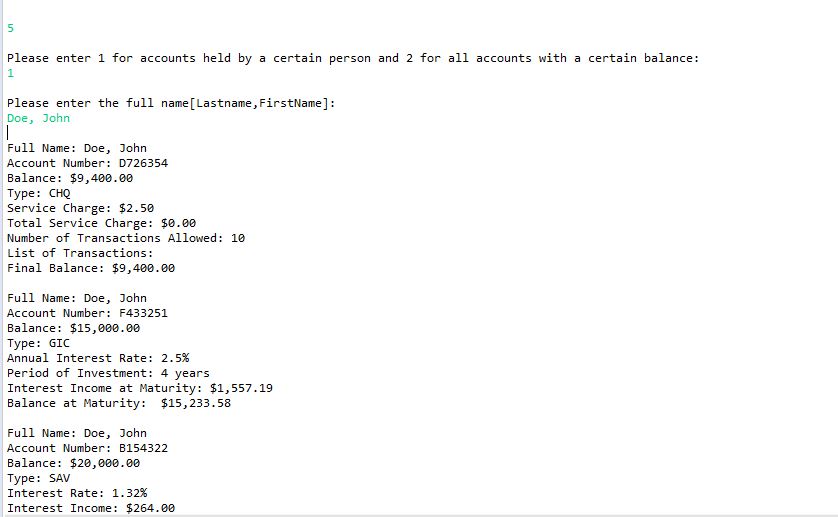 5
Please enter 1 for accounts held by a certain person and 2 for all accounts with a certain balance:
1
Please enter the full name[Lastname,FirstName]:
Doe, John
Full Name: Doe, John
Account Number: D726354
Balance: $9,400.00
Type: CHQ
Service Charge: $2.50
Total Service Charge: $0.00
Number of Transactions Allowed: 10
List of Transactions:
Final Balance: $9,400.00
Full Name: Doe, John
Account Number: F433251
Balance: $15,000.00
Type: GIC
Annual Interest Rate: 2.5%
Period of Investment: 4 years
Interest Income at Maturity: $1,557.19
Balance at Maturity:  $15,233.58
Full Name: Doe, John
Account Number: B154322
Balance: $20,000.00
Type: SAV
Interest Rate: 1.32%
Interest Income: $264.00